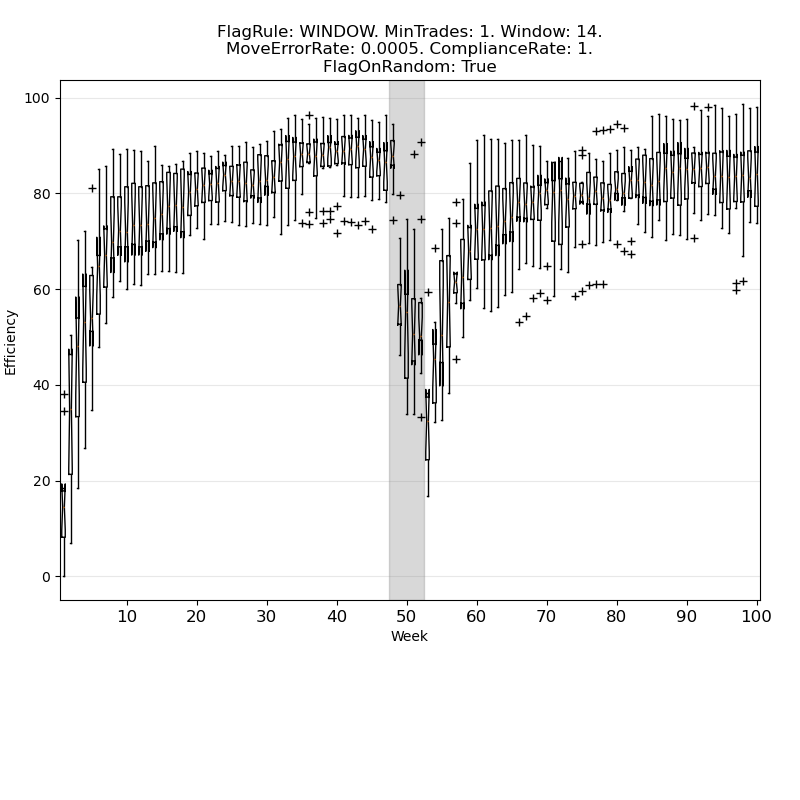 FlagRule: WINDOW. MinTrades: 1. Window: 14.
MoveErrorRate: 0.0005. ComplianceRate: 1.
FlagOnRandom: True
100
80
60
40
20
0
Efficiency
10 20 30 40 50 60 70 80 90 100
Week